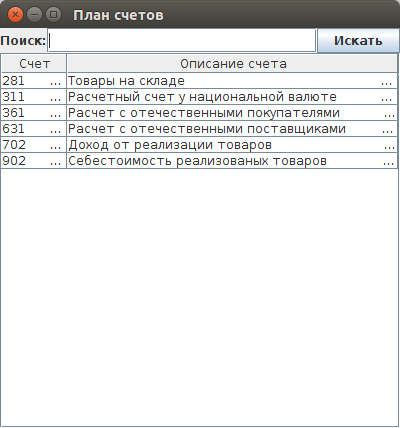 План счетов
Поиск: Искать
Счет Описание счета
281 ... Товары на складе ...
311 ... Расчетный счет у национальной валюте ...
361 ... Расчет с отечественными покупателями ...
631 ... Расчет с отечественными поставщиками ...
702 ... Доход от реализации товаров ...
902 ... Себестоимость реализованых товаров ...